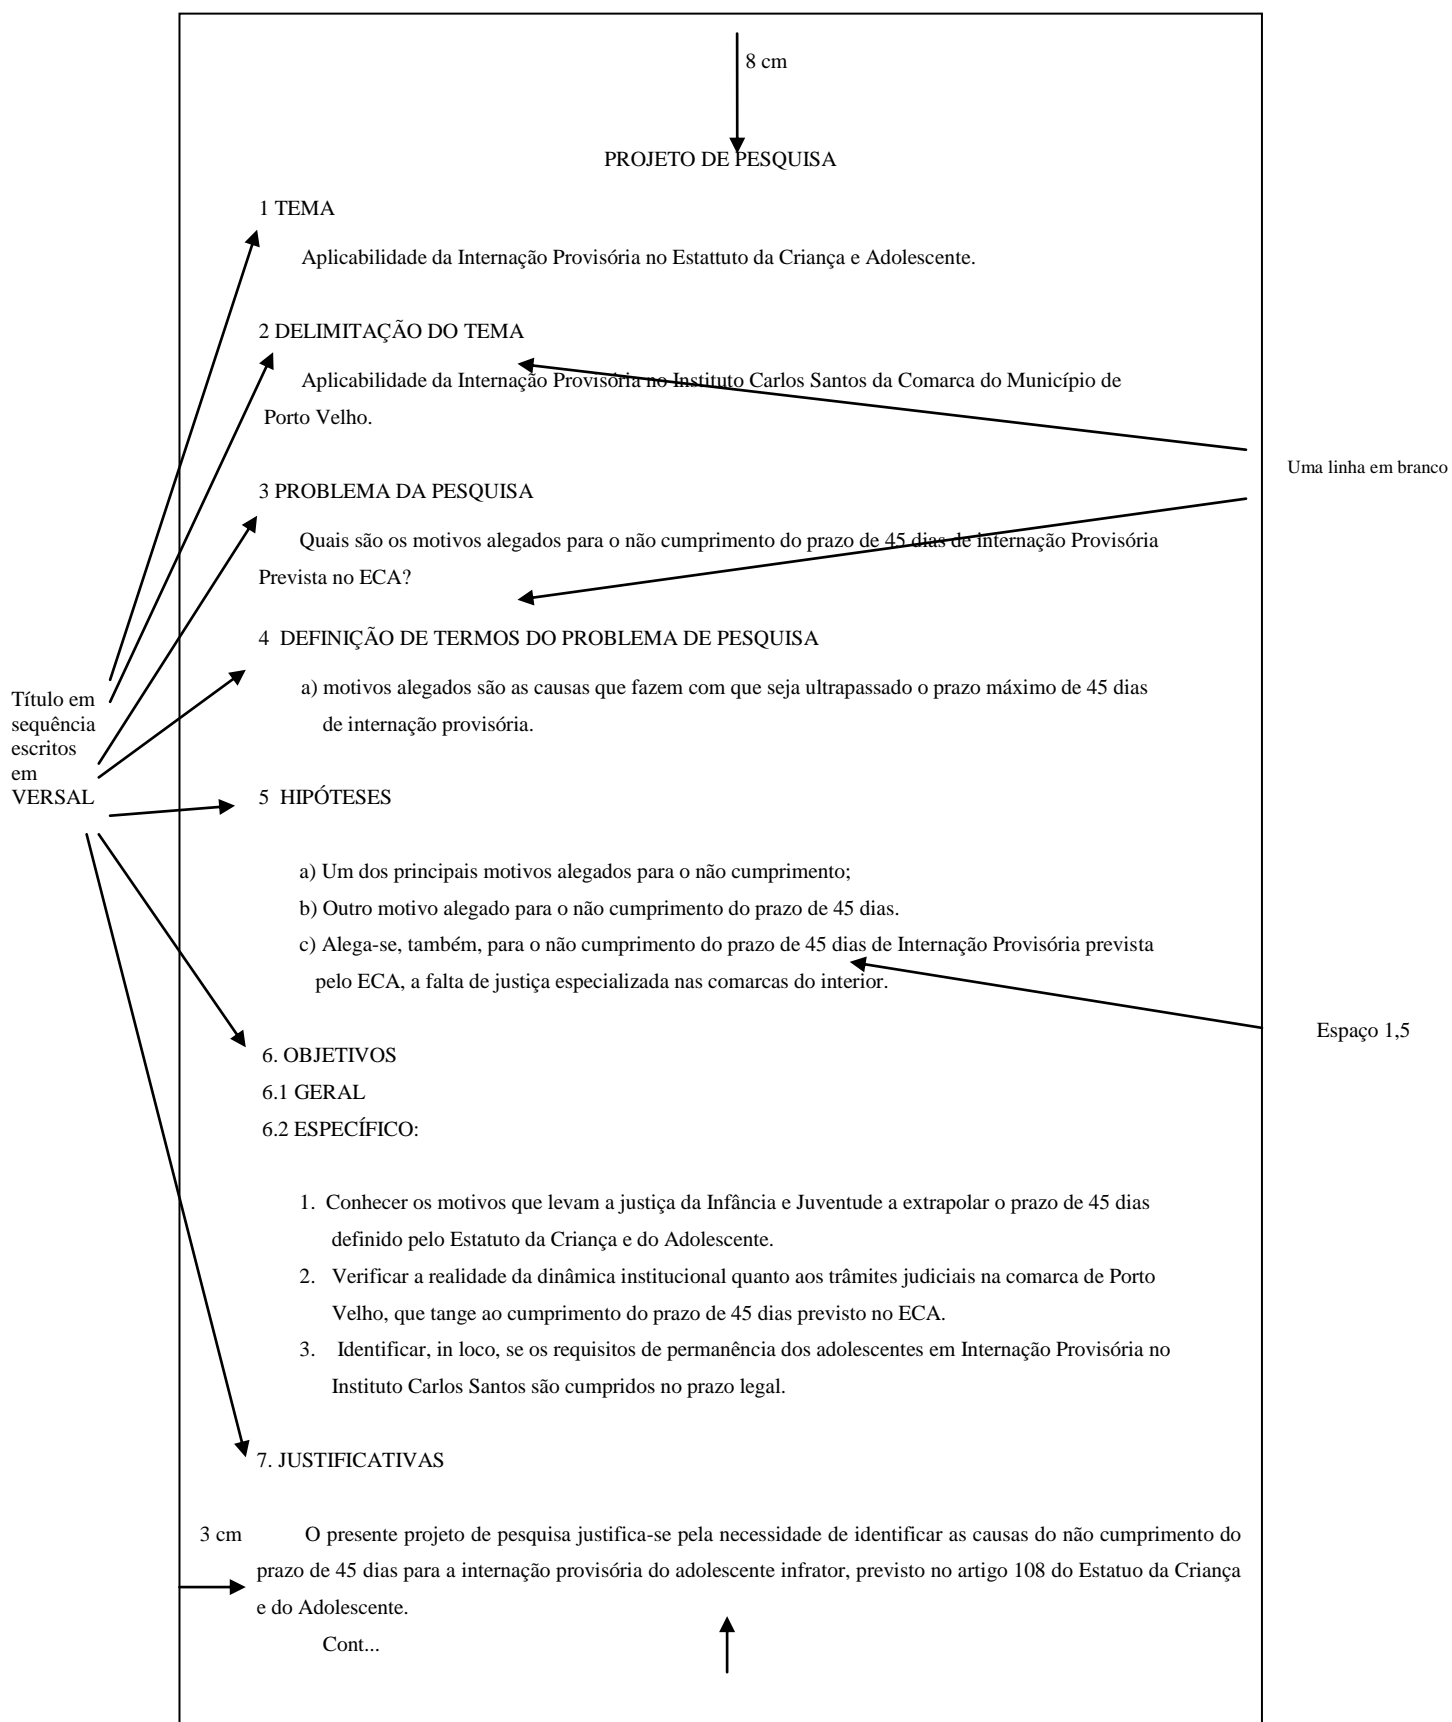 8 cm
PROJETO DE PESQUISA
1 TEMA
Aplicabilidade da Internação Provisória no Estattuto da Criança e Adolescente.
2 DELIMITAÇÃO DO TEMA
Aplicabilidade da Internação Provisória no Instituto Carlos Santos da Comarca do Município de
Porto Velho.
Uma linha em branco
3 PROBLEMA DA PESQUISA
Quais são os motivos alegados para o não cumprimento do prazo de 45 dias de internação Provisória
Prevista no ECA?
4 DEFINIÇÃO DE TERMOS DO PROBLEMA DE PESQUISA
a) motivos alegados são as causas que fazem com que seja ultrapassado o prazo máximo de 45 dias
de internação provisória.
Título em
sequência
escritos
em
VERSAL
5 HIPÓTESES
a) Um dos principais motivos alegados para o não cumprimento;
b) Outro motivo alegado para o não cumprimento do prazo de 45 dias.
c) Alega-se, também, para o não cumprimento do prazo de 45 dias de Internação Provisória prevista
pelo ECA, a falta de justiça especializada nas comarcas do interior.
Espaço 1,5
6. OBJETIVOS
6.1 GERAL
6.2 ESPECÍFICO:
1. Conhecer os motivos que levam a justiça da Infância e Juventude a extrapolar o prazo de 45 dias
definido pelo Estatuto da Criança e do Adolescente.
2. Verificar a realidade da dinâmica institucional quanto aos trâmites judiciais na comarca de Porto
Velho, que tange ao cumprimento do prazo de 45 dias previsto no ECA.
3. Identificar, in loco, se os requisitos de permanência dos adolescentes em Internação Provisória no
Instituto Carlos Santos são cumpridos no prazo legal.
7. JUSTIFICATIVAS
3 cm
O presente projeto de pesquisa justifica-se pela necessidade de identificar as causas do não cumprimento do
prazo de 45 dias para a internação provisória do adolescente infrator, previsto no artigo 108 do Estatuo da Criança
e do Adolescente.
Cont...